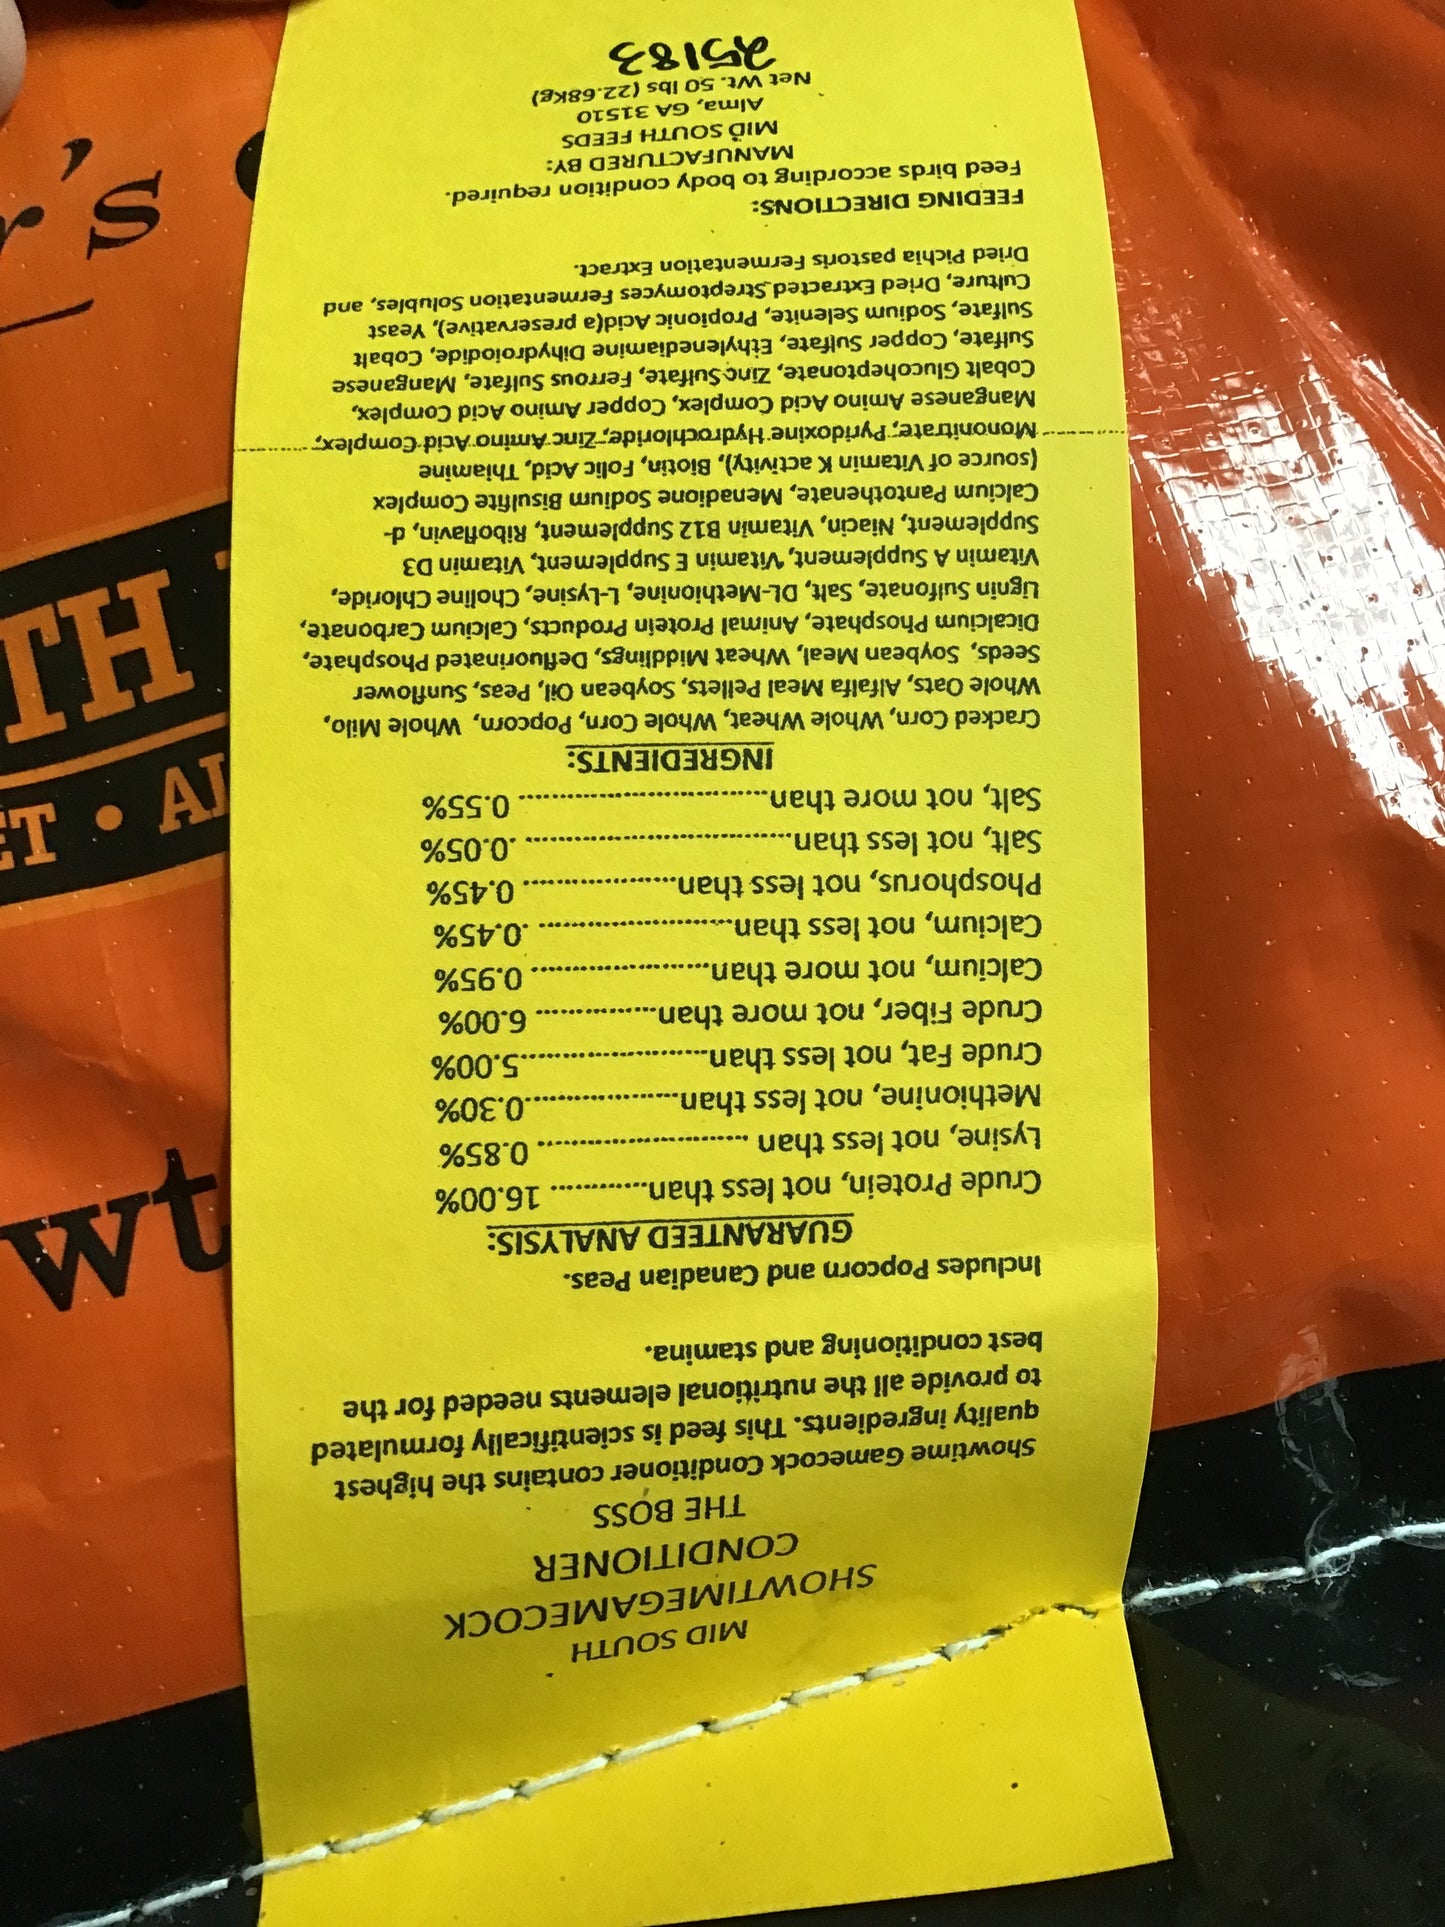 MID SOUTH
SHOWTIMEGAMECOCK
CONDITIONER
THE BOSS
Showtime Gamecock Conditioner contains the highest
quality ingredients. This feed is scientifically formulated
to provide all the nutritional elements needed for the
best conditioning and stamina.
Includes Popcorn and Canadian Peas.
GUARANTEED ANALYSIS:
Crude Protein, not less than............. 16.00%
Lysine, not less than ............................ 0.85%
Methionine, not less than......................0.30%
Crude Fat, not less than..........................5.00%
Crude Fiber, not more than................ 6.00%
Calcium, not more than....................... 0.95%
Calcium, not less than......................... .0.45%
Phosphorus, not less than.................... 0.45%
Salt, not less than.................................. .0.05%
Salt, not more than................................. 0.55%
INGREDIENTS:
Cracked Corn, Whole Wheat, Whole Corn, Popcorn, Whole Milo,
Whole Oats, Alfalfa Meal Pellets, Soybean Oil, Peas, Sunflower
Seeds, Soybean Meal, Wheat Middlings, Defluorinated Phosphate,
Dicalcium Phosphate, Animal Protein Products, Calcium Carbonate,
Lignin Sulfonate, Salt, DL-Methionine, L-Lysine, Choline Chloride,
Vitamin A Supplement, Vitamin E Supplement, Vitamin D3
Supplement, Niacin, Vitamin B12 Supplement, Riboflavin, d-
Calcium Pantothenate, Menadione Sodium Bisulfite Complex
(source of Vitamin K activity), Biotin, Folic Acid, Thiamine
Mononitrate, Pyridoxine Hydrochloride, Zinc Amino Acid Complex,
Manganese Amino Acid Complex, Copper Amino Acid Complex,
Cobalt Glucoheptonate, Zinc Sulfate, Ferrous Sulfate, Manganese
Sulfate, Copper Sulfate, Ethylenediamine Dihydroiodide, Cobalt
Sulfate, Sodium Selenite, Propionic Acid(a preservative), Yeast
Culture, Dried Extracted Streptomyces Fermentation Solubles, and
Dried Pichia pastoris Fermentation Extract.
FEEDING DIRECTIONS:
Feed birds according to body condition required.
MANUFACTURED BY:
MID SOUTH FEEDS
Alma, GA 31510
Net Wt. 50 lbs (22.68Kg)
25183
r's
TH
ET • AL
wt